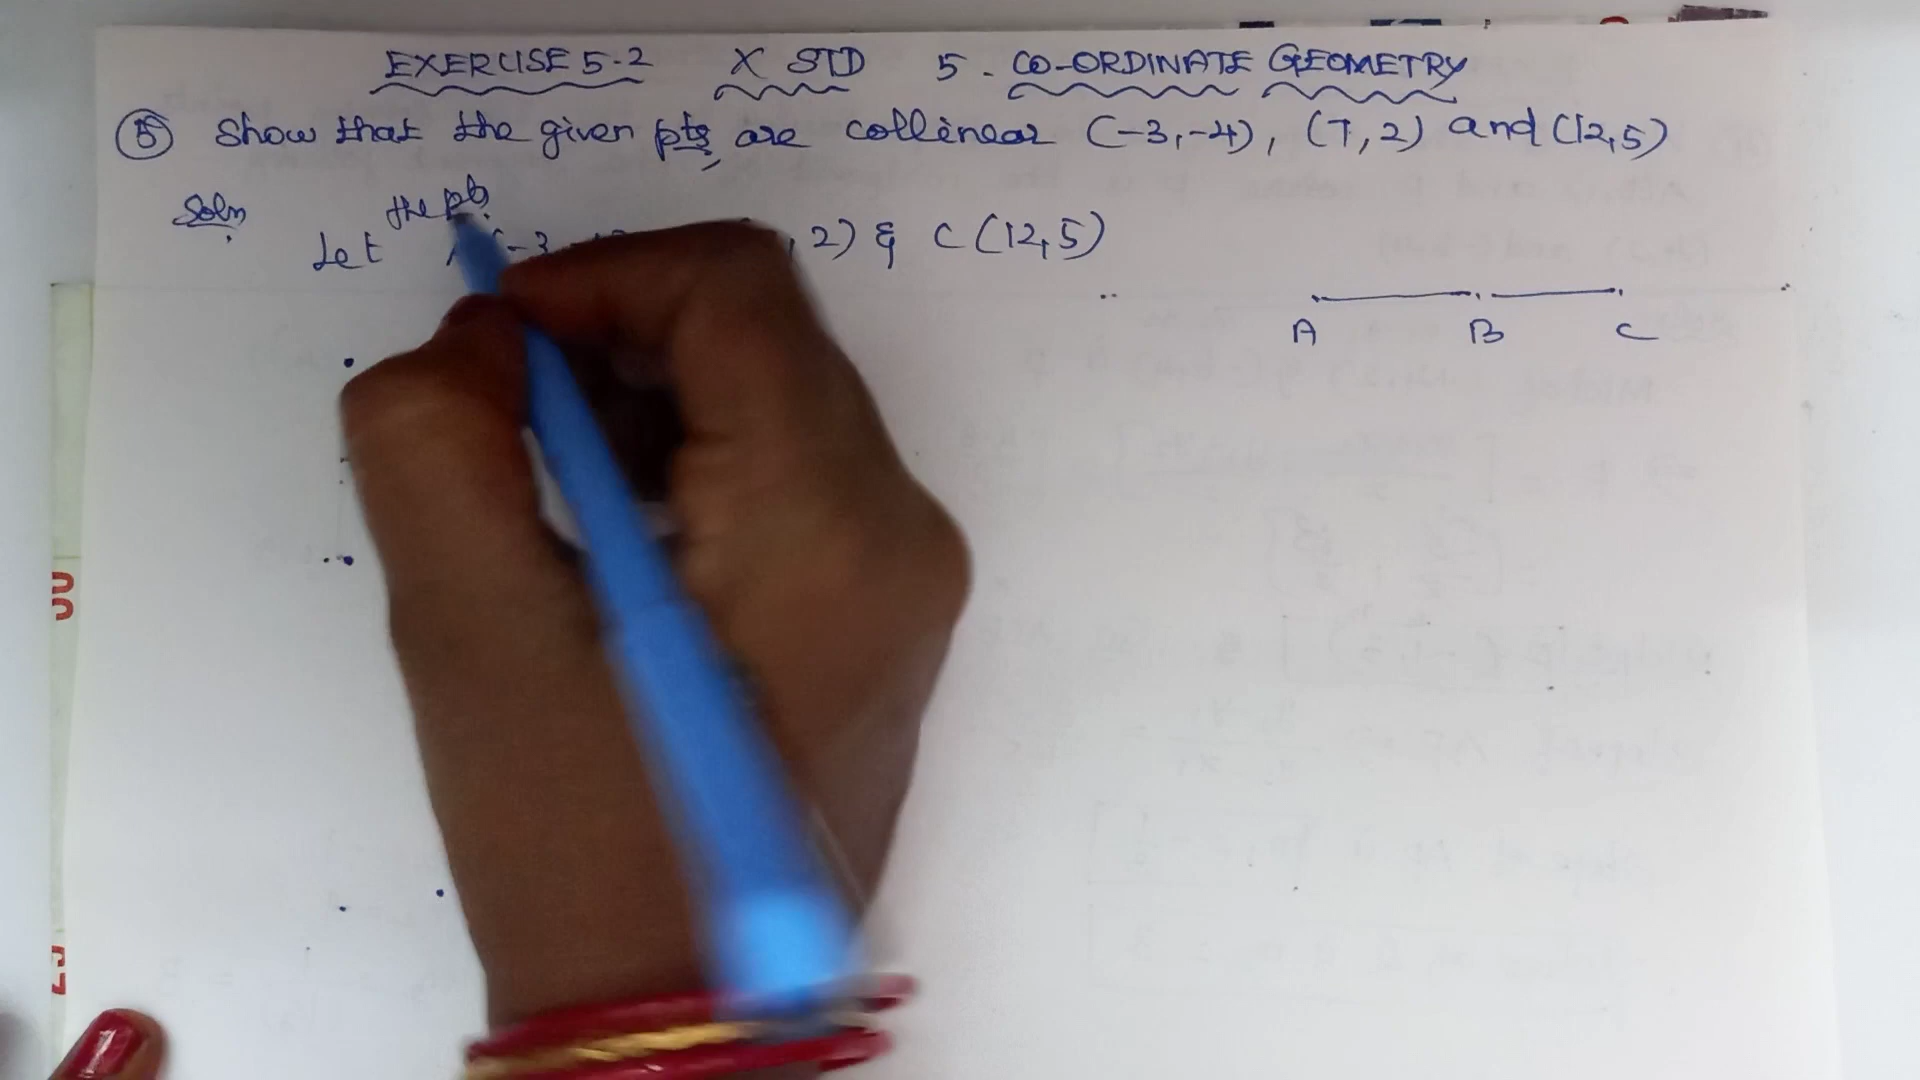 EXERCISE 5.2 X STD 5 - CO-ORDINATE GEOMETRY
⑤ Show that the given pts, are collinear (-3,-4), (7,2) and (12,5)
Soln
the pts
Let A(-3 , 2) & C (12,5)
A B C